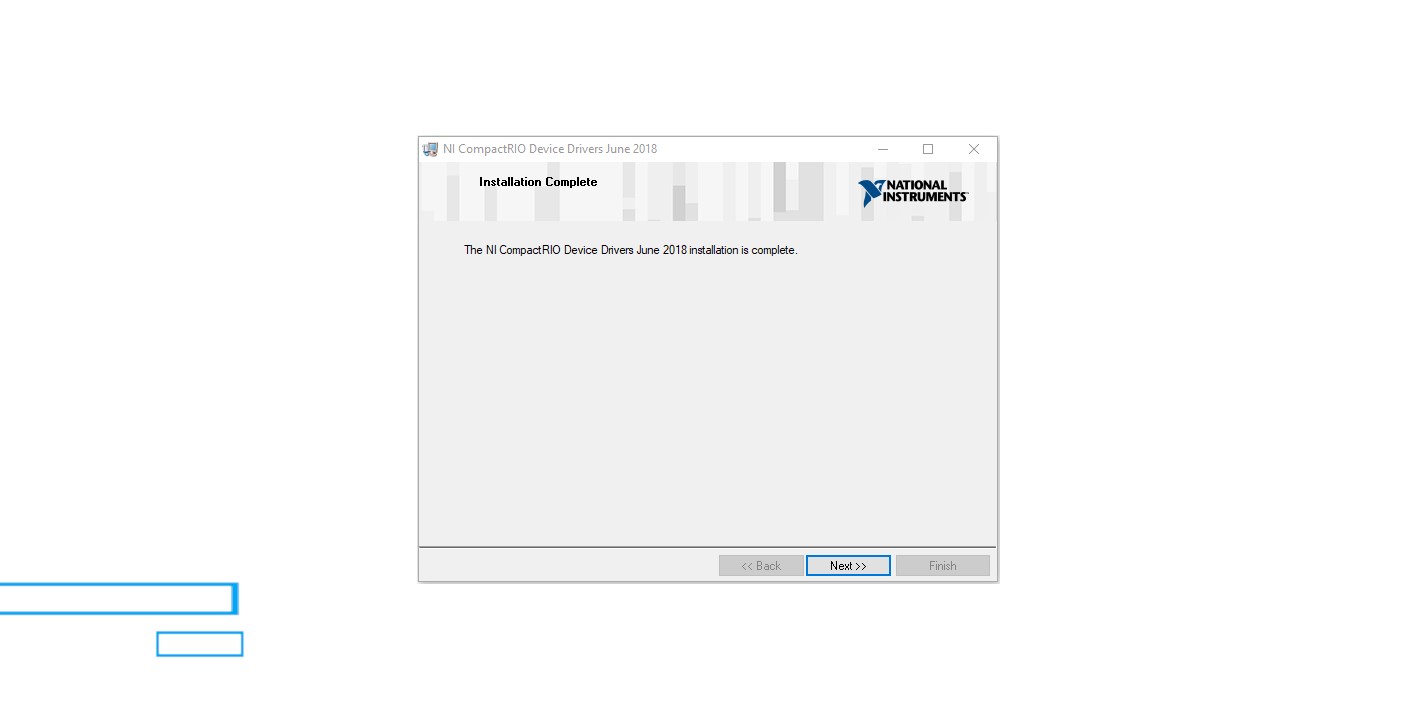 NI CompactRIO Device Drivers June 2018
Installation Complete
NATIONAL
INSTRUMENTS™
The NI CompactRIO Device Drivers June 2018 installation is complete.
<< Back
Next >>
Finish